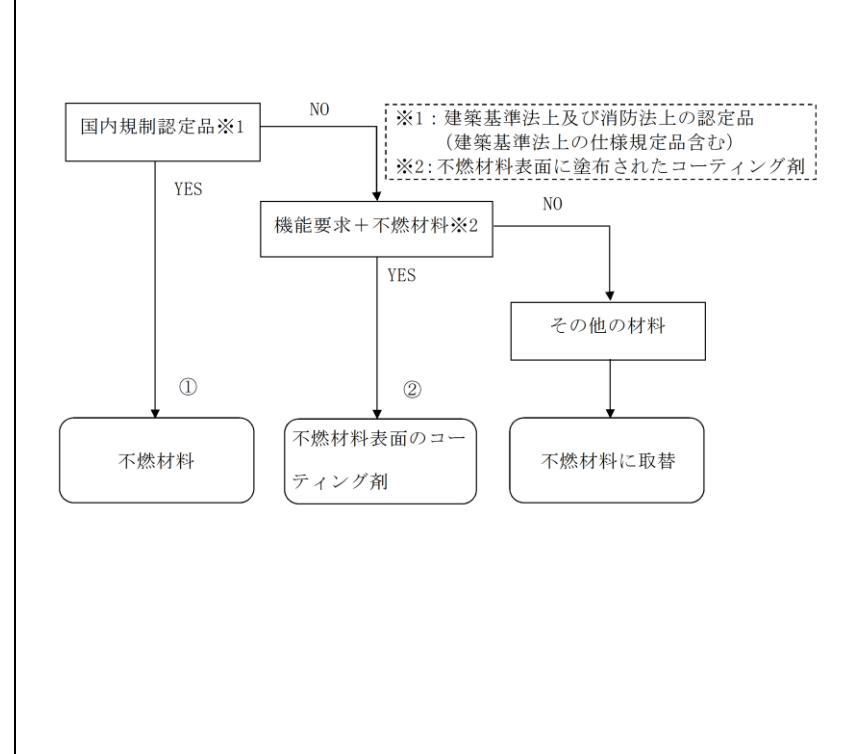 国内規制認定品※1
NO
※1：建築基準法上及び消防法上の認定品
（建築基準法上の仕様規定品含む）
※2:不燃材料表面に塗布されたコーティング剤
YES
機能要求＋不燃材料※2
NO
YES
その他の材料
①
②
不燃材料
不燃材料表面のコー
ティング剤
不燃材料に取替